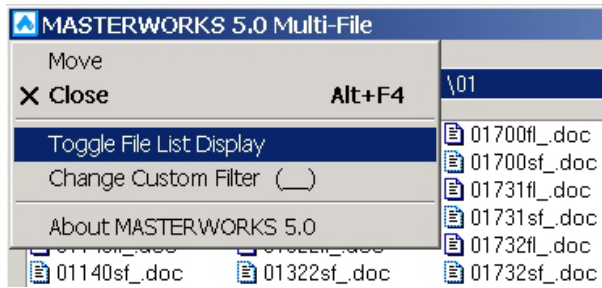 MASTERWORKS 5.0 Multi-File
Move
Close Alt+F4
\01
Toggle File List Display
Change Custom Filter (__)
About MASTERWORKS 5.0
01700fl_.doc
01700sf_.doc
01731fl_.doc
01731sf_.doc
01732fl_.doc
01140sf_.doc 01322sf_.doc 01732sf_.doc